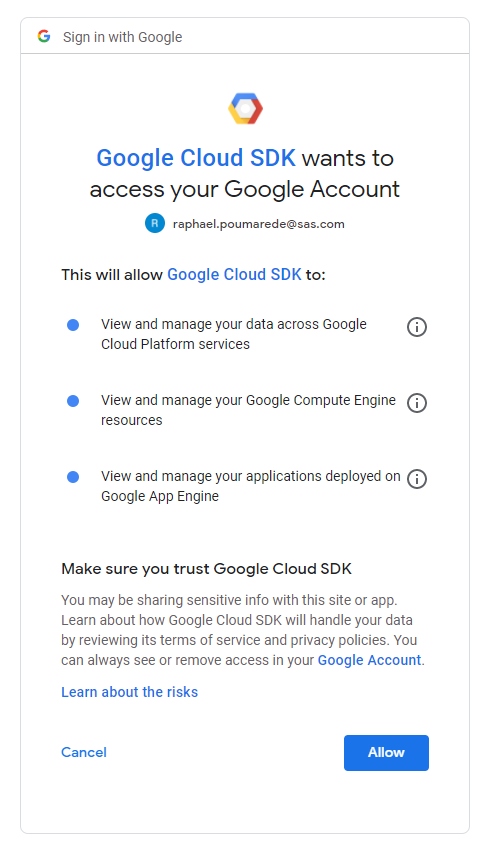 Sign in with Google
Google Cloud SDK wants to
access your Google Account
R raphael.poumarede@sas.com
This will allow Google Cloud SDK to:
View and manage your data across Google
Cloud Platform services
View and manage your Google Compute Engine
resources
View and manage your applications deployed on
Google App Engine
Make sure you trust Google Cloud SDK
You may be sharing sensitive info with this site or app.
Learn about how Google Cloud SDK will handle your data
by reviewing its terms of service and privacy policies. You
can always see or remove access in your Google Account.
Learn about the risks
Cancel Allow